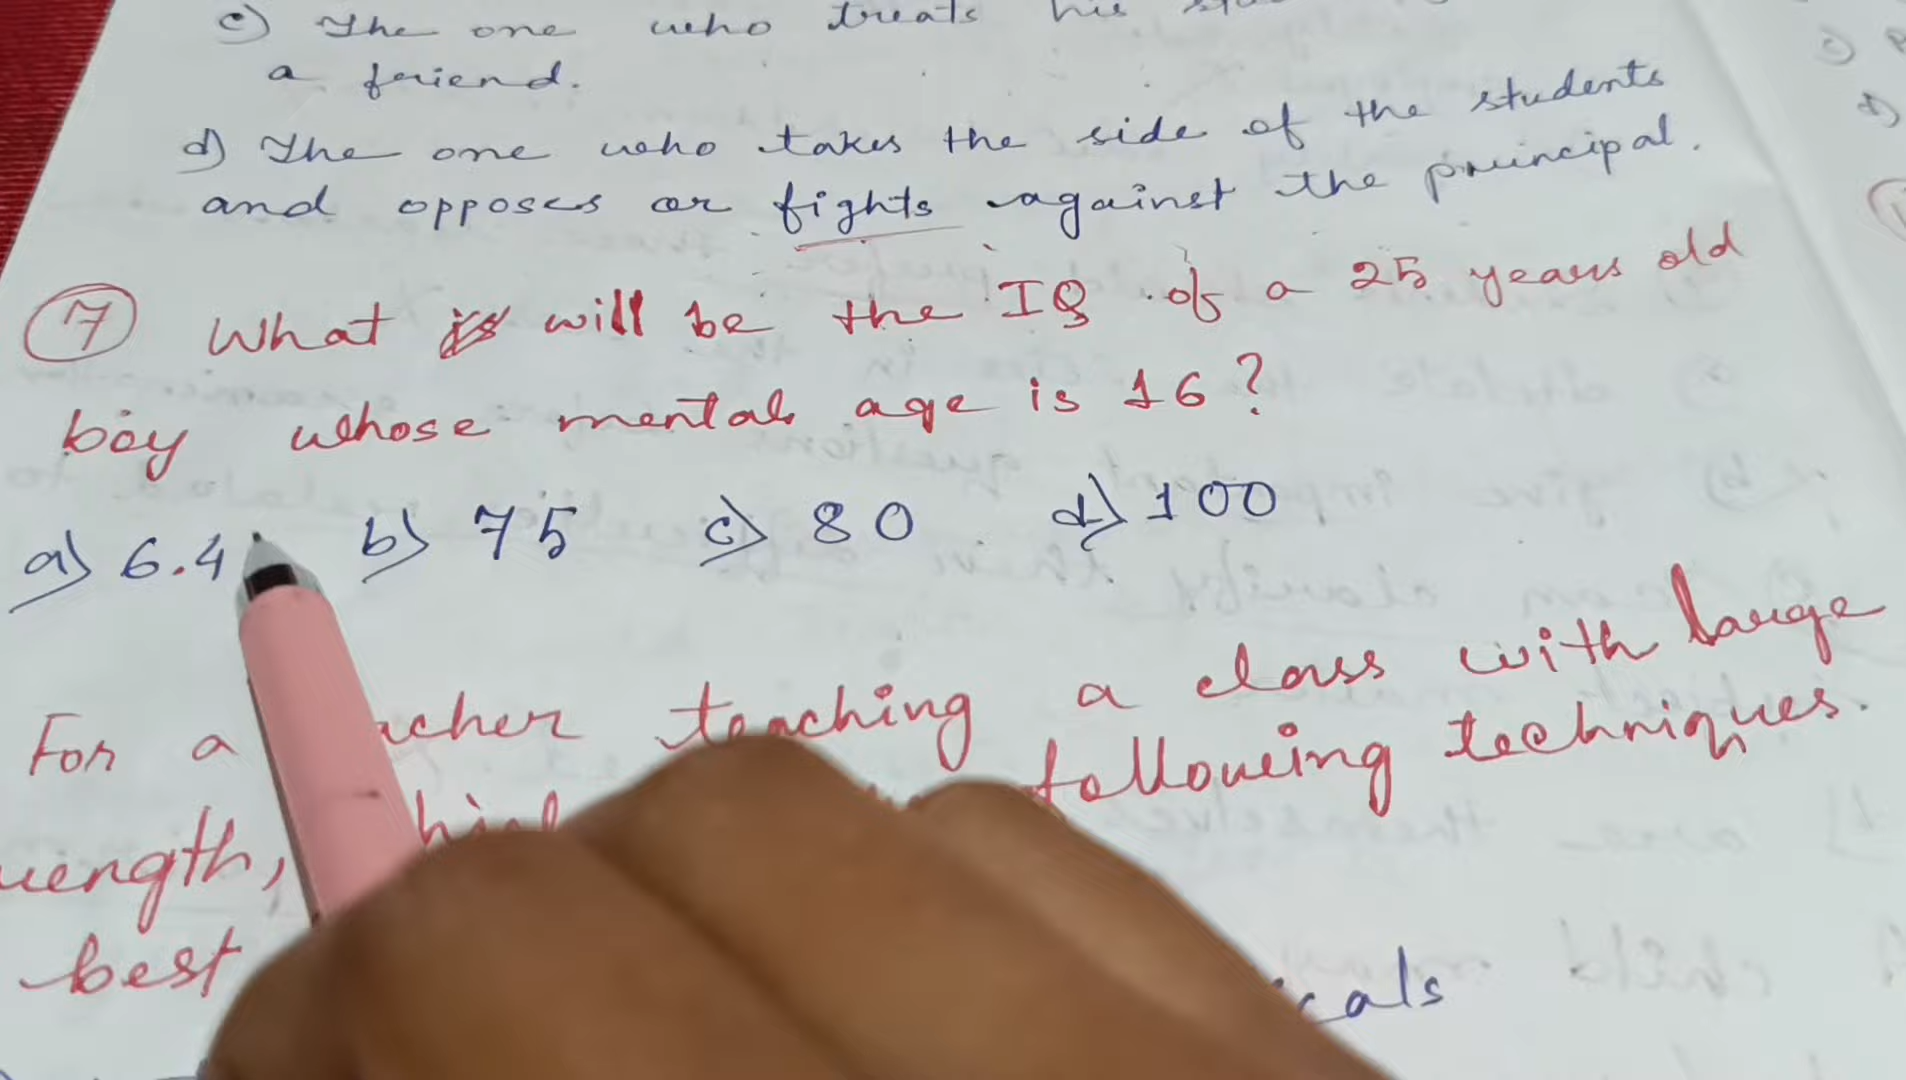 c) The one who treats his
a friend.
d) The one who takes the side of the students
and opposes or fights against the principal.
7 What is will be the IQ of a 25 years old
boy whose mental age is 16?
a) 6.4 b) 75 c) 80 d) 100
For a teaching a class with large
following techniques.
best